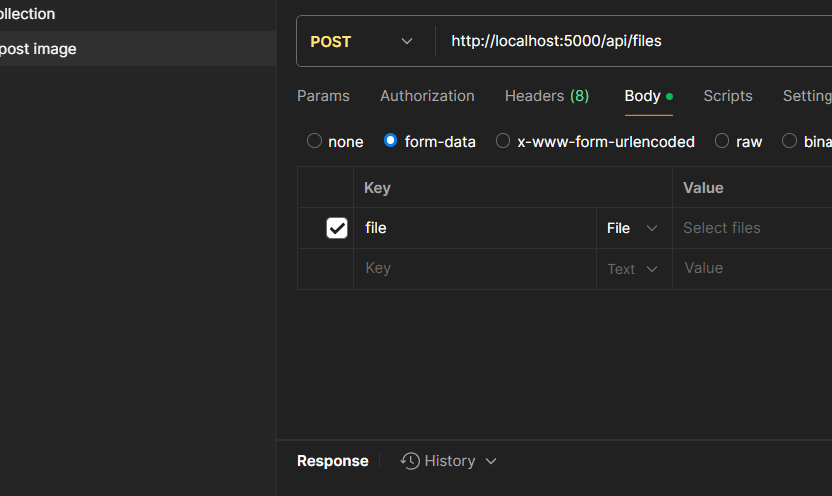 ollection
post image
POST http://localhost:5000/api/files
Params Authorization Headers (8) Body Scripts Setting
none form-data x-www-form-urlencoded raw bina
Key Value
file File Select files
Key Text Value
Response History